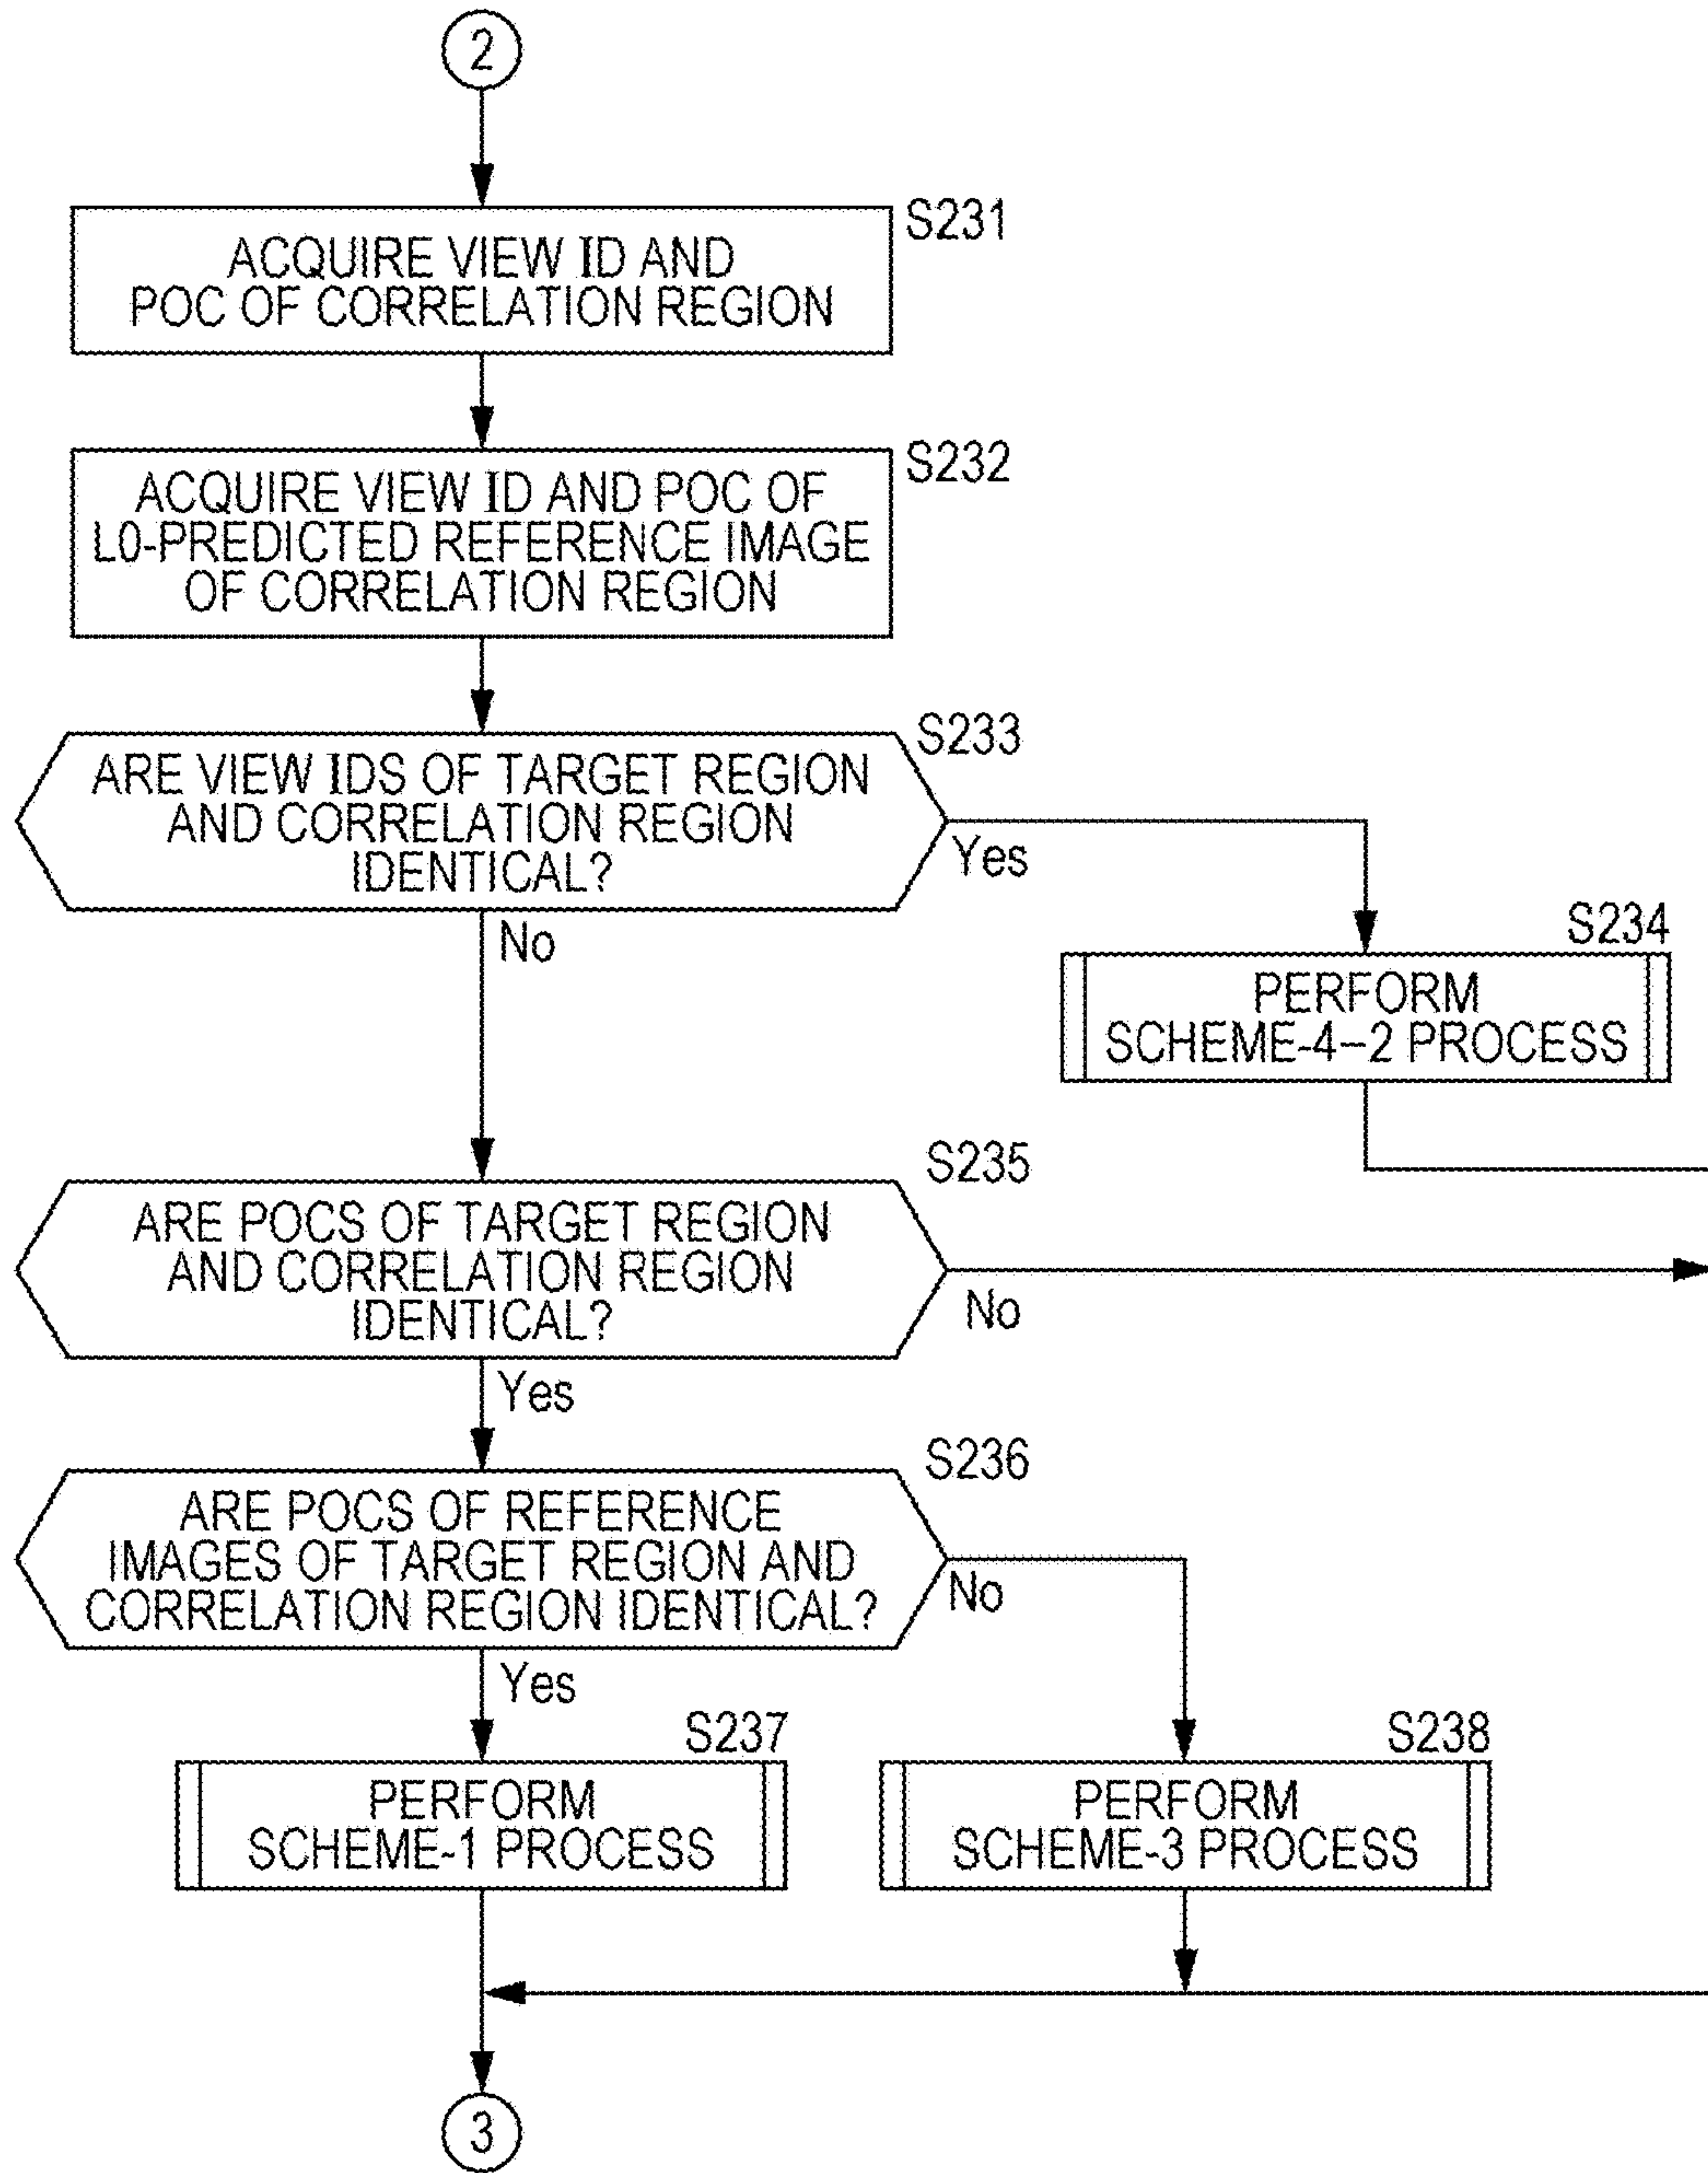 2
S231
ACQUIRE VIEW ID AND
POC OF CORRELATION REGION
S232
ACQUIRE VIEW ID AND POC OF
L0-PREDICTED REFERENCE IMAGE
OF CORRELATION REGION
S233
ARE VIEW IDS OF TARGET REGION
AND CORRELATION REGION
IDENTICAL?
Yes
No
S234
PERFORM
SCHEME-4-2 PROCESS
S235
ARE POCS OF TARGET REGION
AND CORRELATION REGION
IDENTICAL?
No
Yes
S236
ARE POCS OF REFERENCE
IMAGES OF TARGET REGION AND
CORRELATION REGION IDENTICAL?
No
Yes
S237
PERFORM
SCHEME-1 PROCESS
S238
PERFORM
SCHEME-3 PROCESS
3